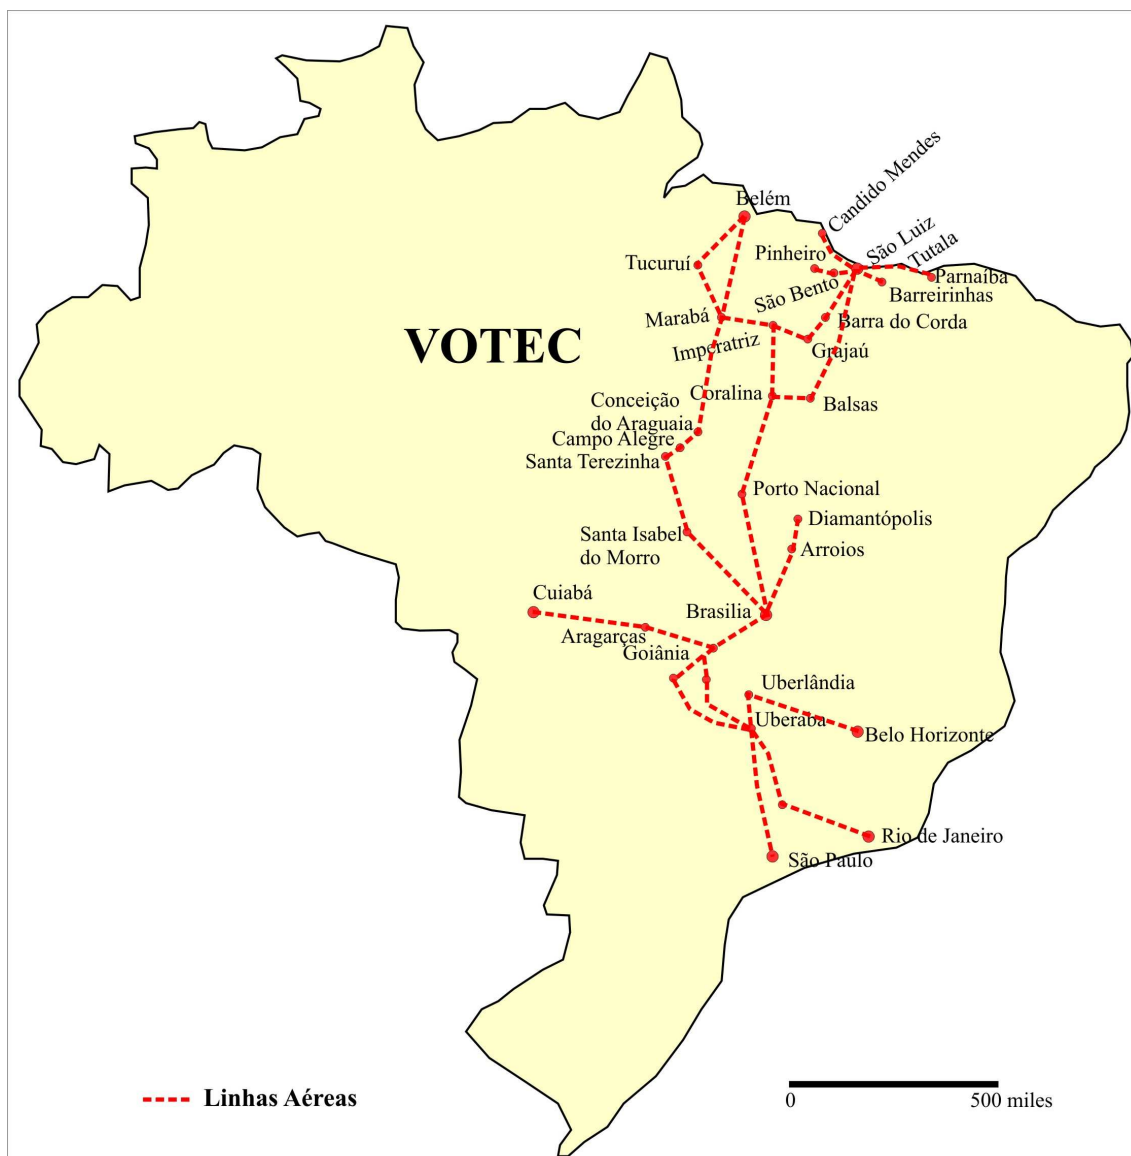 Candido Mendes
Belém
São Luiz
Tutala
Pinheiro
Tucuruí
Parnaíba
São Bento
Barreirinhas
Marabá
Barra do Corda
VOTEC
Imperatriz
Grajaú
Coralina
Conceição
do Araguaia
Balsas
Campo Alegre
Santa Terezinha
Porto Nacional
Diamantópolis
Santa Isabel
do Morro
Arroios
Cuiabá
Brasilia
Aragarças
Goiânia
Uberlândia
Uberaba
Belo Horizonte
Rio de Janeiro
São Paulo
Linhas Aéreas
0 500 miles